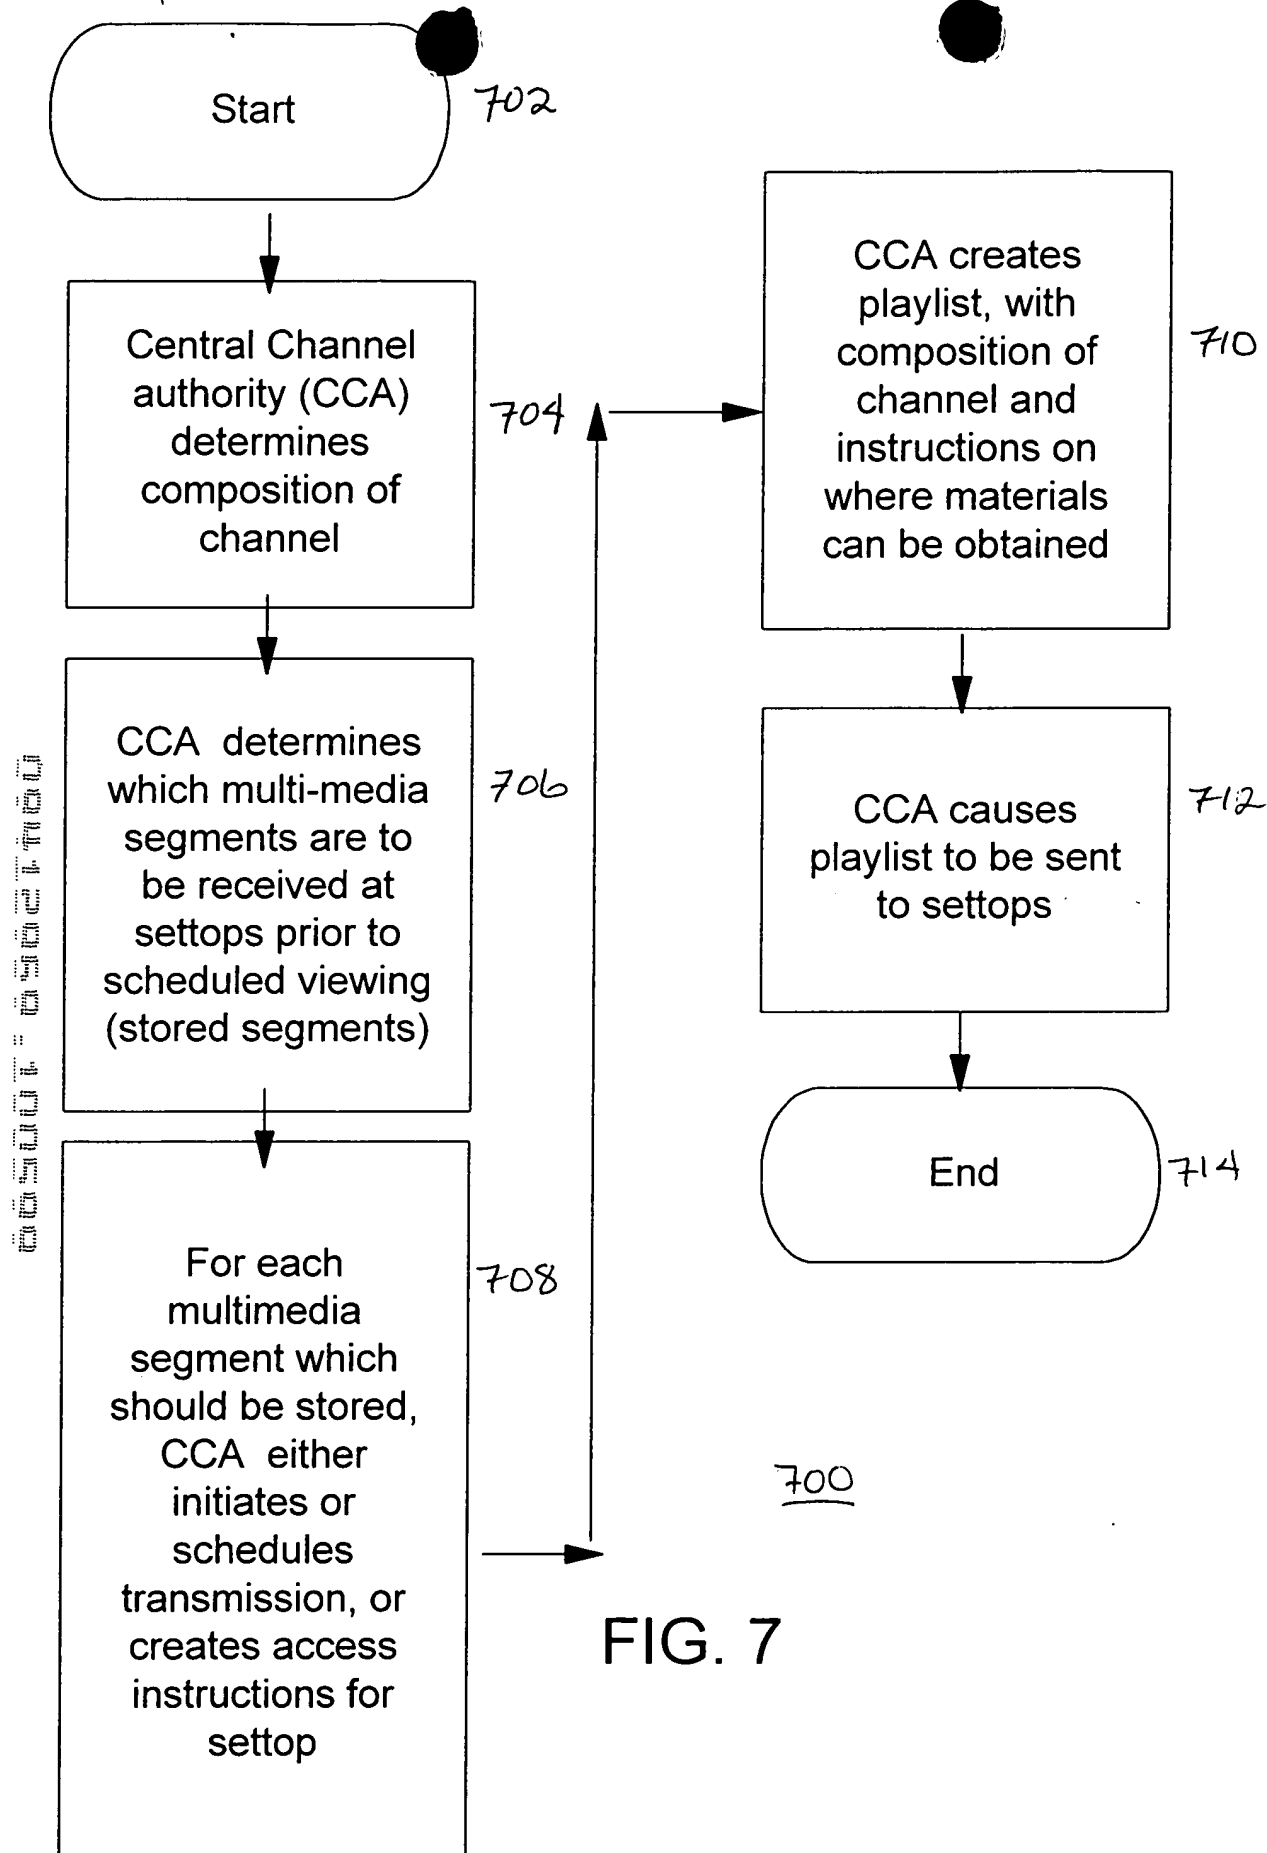 Start
702
Central Channel
authority (CCA)
determines
composition of
channel
704
CCA determines
which multi-media
segments are to
be received at
settops prior to
scheduled viewing
(stored segments)
706
For each
multimedia
segment which
should be stored,
CCA either
initiates or
schedules
transmission, or
creates access
instructions for
settop
708
CCA creates
playlist, with
composition of
channel and
instructions on
where materials
can be obtained
710
CCA causes
playlist to be sent
to settops
712
End
714
700
FIG. 7